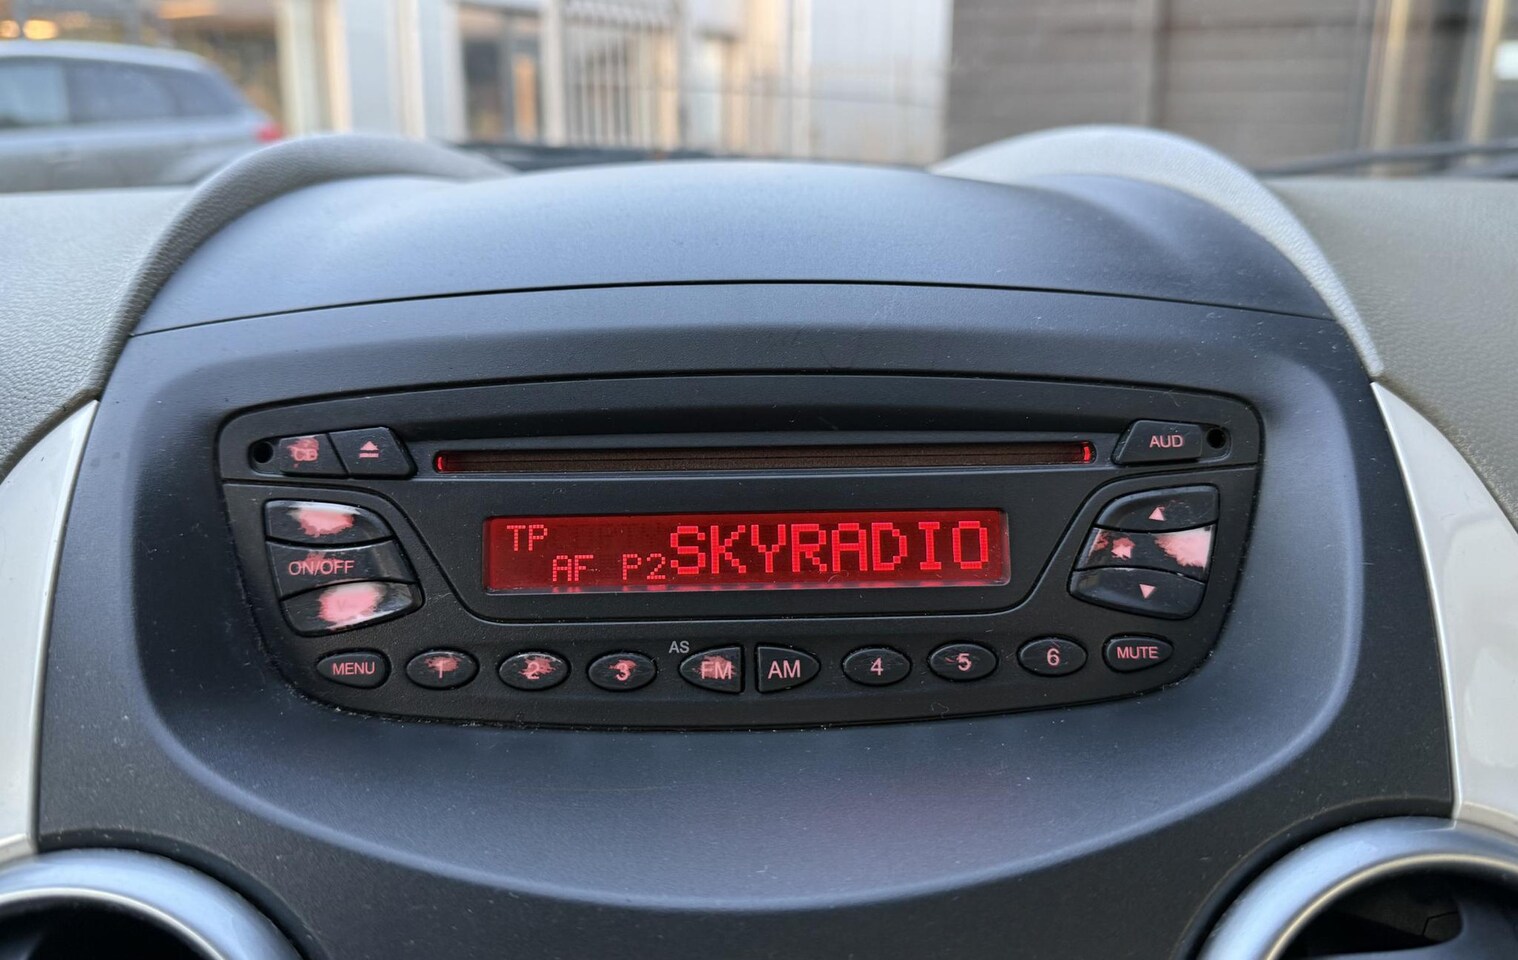 CD
AUD
ON/OFF
TP
AF P2 SKYRADIO
MENU 1 2 3 AS FM AM 4 5 6 MUTE